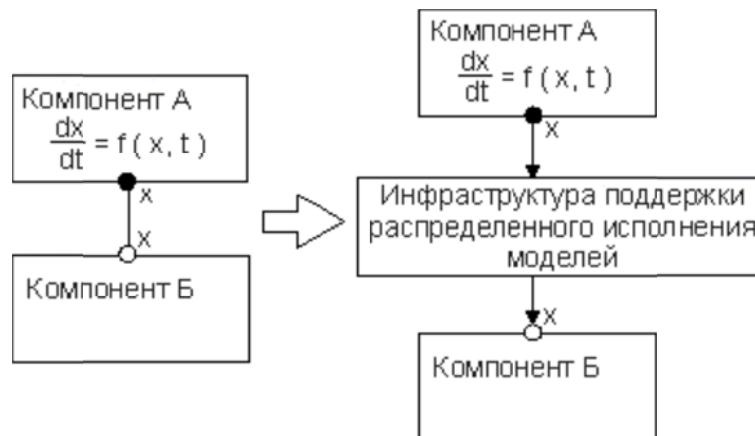 Компонент А
dx
dt = f ( x, t )
x
x
Компонент Б
Компонент А
dx
dt = f ( x, t )
x
Инфраструктура поддержки
распределенного исполнения
моделей
x
Компонент Б